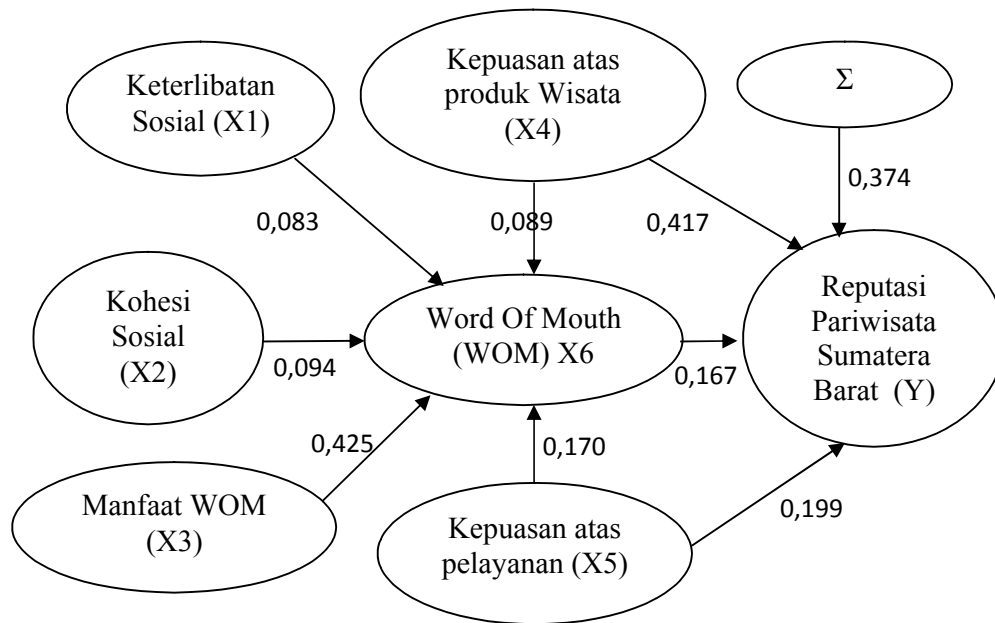 Keterlibatan
Sosial (X1)
Kepuasan atas
produk Wisata
(X4)
Σ
0,374
0,083
0,089
0,417
Kohesi
Sosial
(X2)
0,094
Word Of Mouth
(WOM) X6
0,167
Reputasi
Pariwisata
Sumatera
Barat (Y)
0,425
0,170
0,199
Manfaat WOM
(X3)
Kepuasan atas
pelayanan (X5)